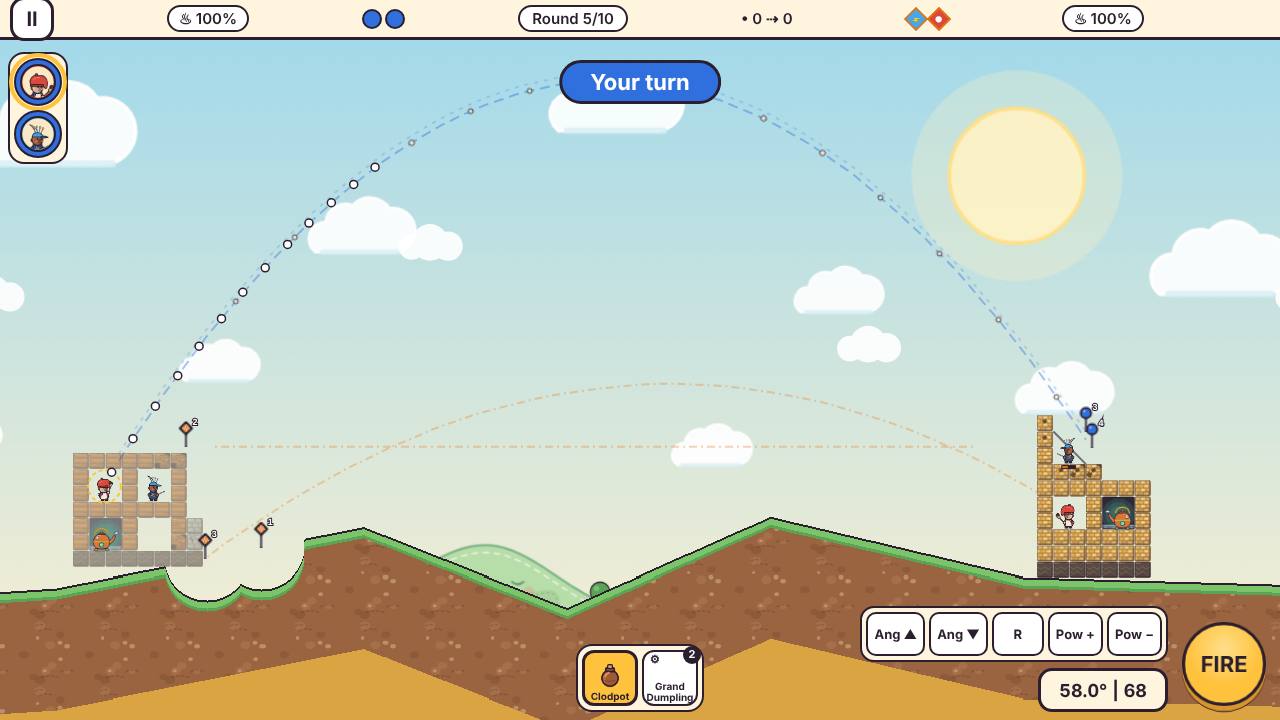 100%
Round 5/10
• 0 ⇢ 0
100%
Your turn
2
1
3
3
4
Ang ▲
Ang ▼
R
Pow +
Pow −
FIRE
58.0° | 68
Clodpot
2
Grand
Dumpling